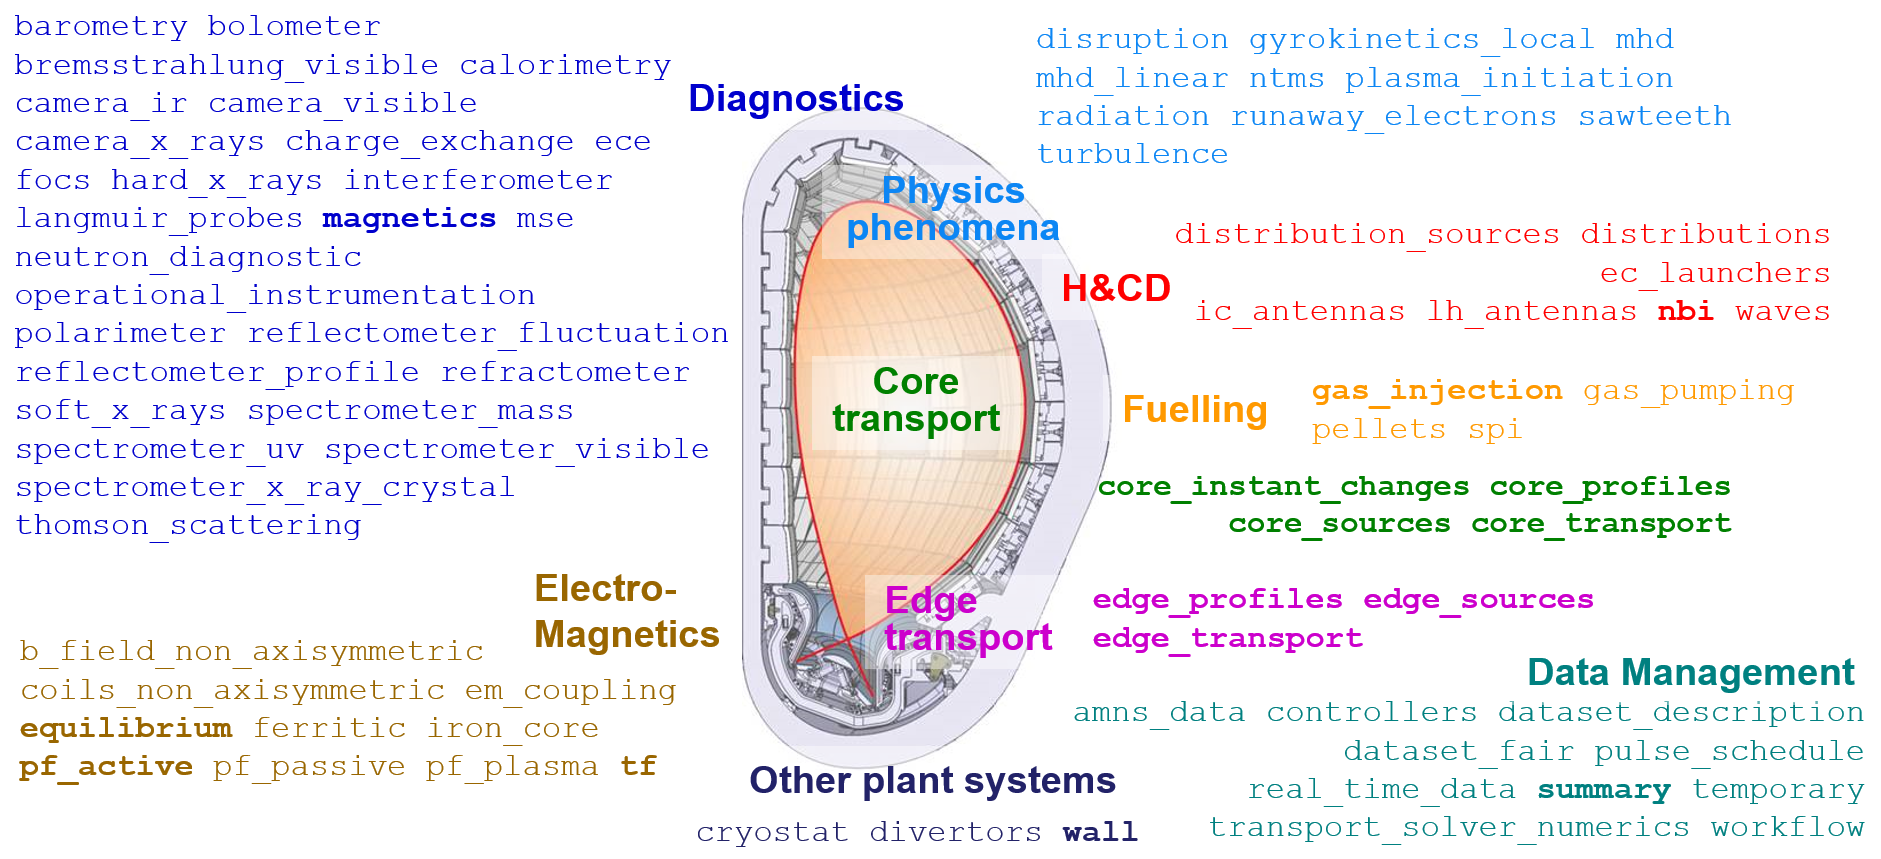 barometry bolometer
bremsstrahlung_visible calorimetry
camera_ir camera_visible
camera_x_rays charge_exchange ece
focs hard_x_rays interferometer
langmuir_probes magnetics mse
neutron_diagnostic
operational_instrumentation
polarimeter reflectometer_fluctuation
reflectometer_profile refractometer
soft_x_rays spectrometer_mass
spectrometer_uv spectrometer_visible
spectrometer_x_ray_crystal
thomson_scattering
Diagnostics
disruption gyrokinetics_local mhd
mhd_linear ntms plasma_initiation
radiation runaway_electrons sawteeth
turbulence
Physics
phenomena
distribution_sources distributions
ec_launchers
ic_antennas lh_antennas nbi waves
H&CD
Core
transport
Fuelling
gas_injection gas_pumping
pellets spi
core_instant_changes core_profiles
core_sources core_transport
Edge
transport
edge_profiles edge_sources
edge_transport
Electro-
Magnetics
b_field_non_axisymmetric
coils_non_axisymmetric em_coupling
equilibrium ferritic iron_core
pf_active pf_passive pf_plasma tf
Data Management
amns_data controllers dataset_description
dataset_fair pulse_schedule
real_time_data summary temporary
transport_solver_numerics workflow
Other plant systems
cryostat divertors wall